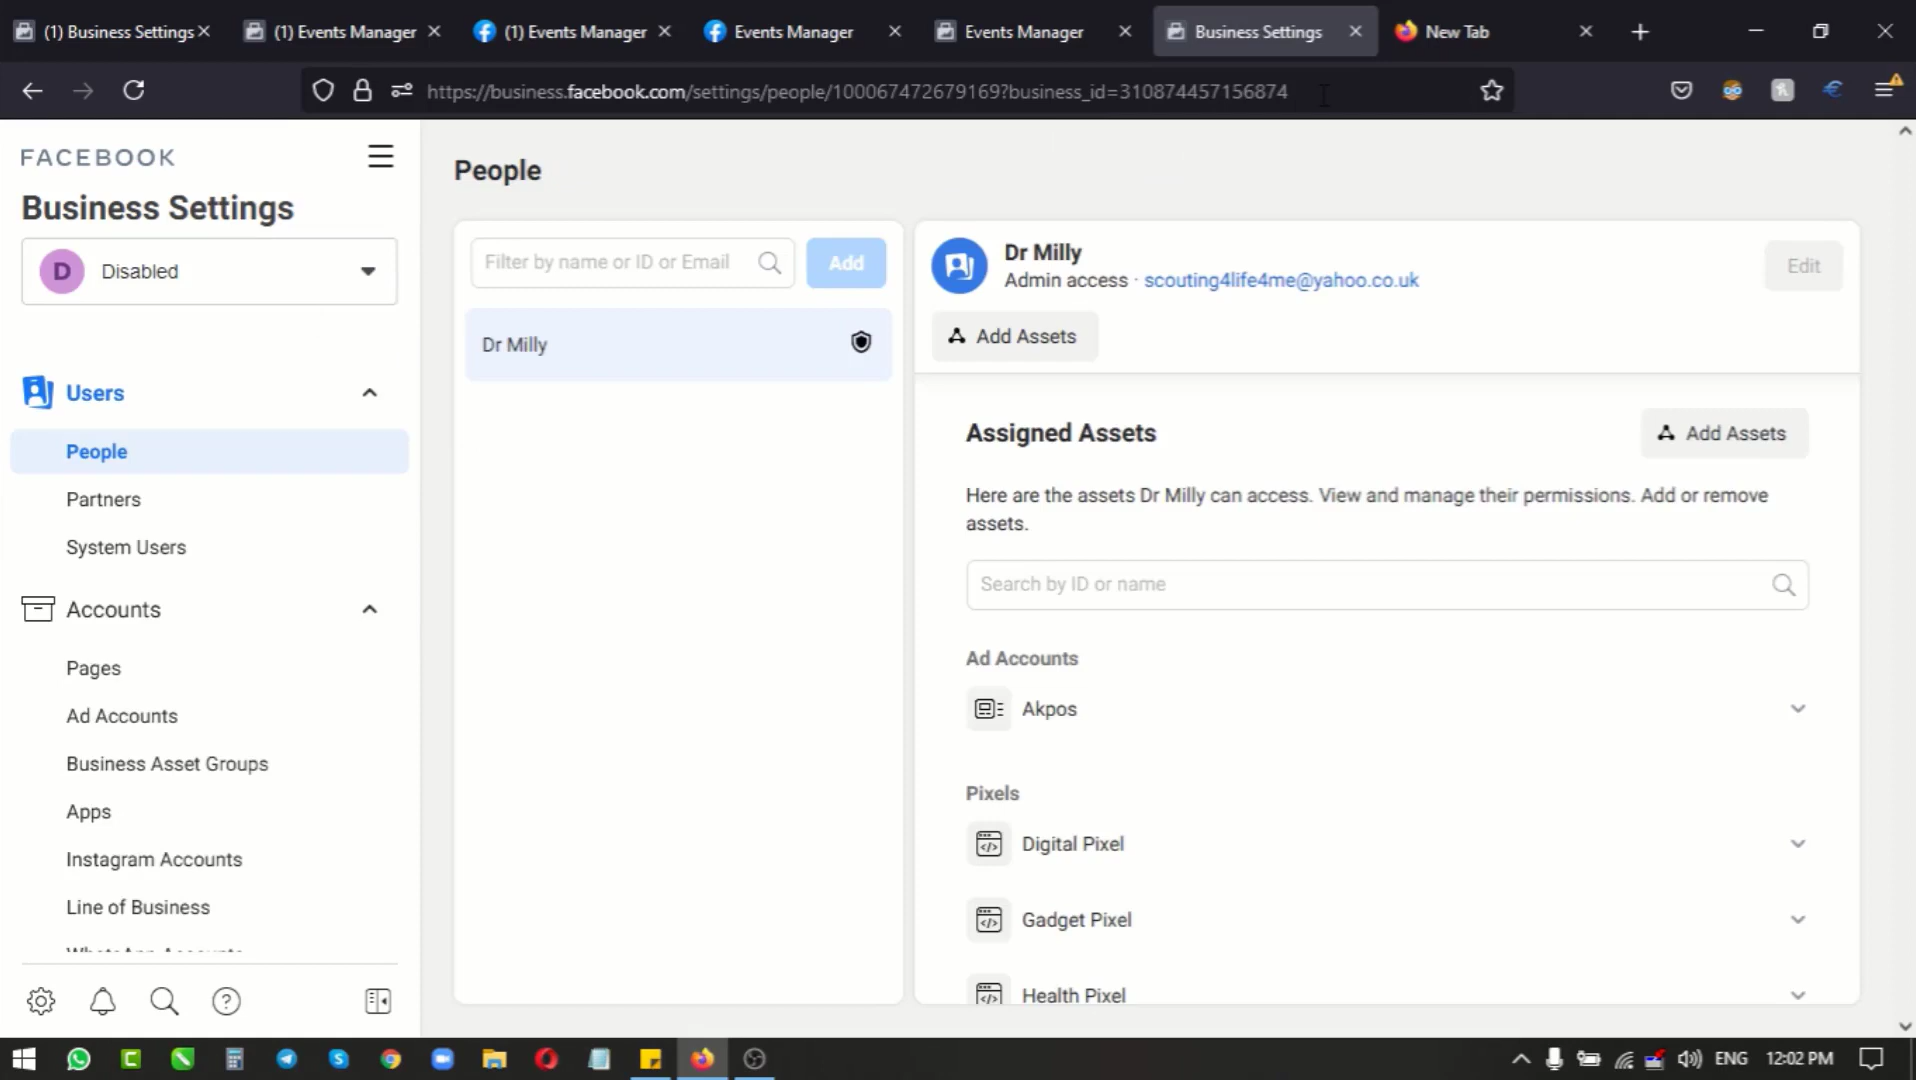 (1) Business Settings
(1) Events Manager
(1) Events Manager
Events Manager
Events Manager
Business Settings
New Tab
https://business.facebook.com/settings/people/100067472679169?business_id=310874457156874
FACEBOOK
Business Settings
D Disabled
Users
People
Partners
System Users
Accounts
Pages
Ad Accounts
Business Asset Groups
Apps
Instagram Accounts
Line of Business
WhatsApp Accounts
People
Filter by name or ID or Email
Add
Dr Milly
Dr Milly
Admin access · scouting4life4me@yahoo.co.uk
Edit
Add Assets
Assigned Assets
Add Assets
Here are the assets Dr Milly can access. View and manage their permissions. Add or remove
assets.
Search by ID or name
Ad Accounts
Akpos
Pixels
Digital Pixel
Gadget Pixel
Health Pixel
ENG
12:02 PM